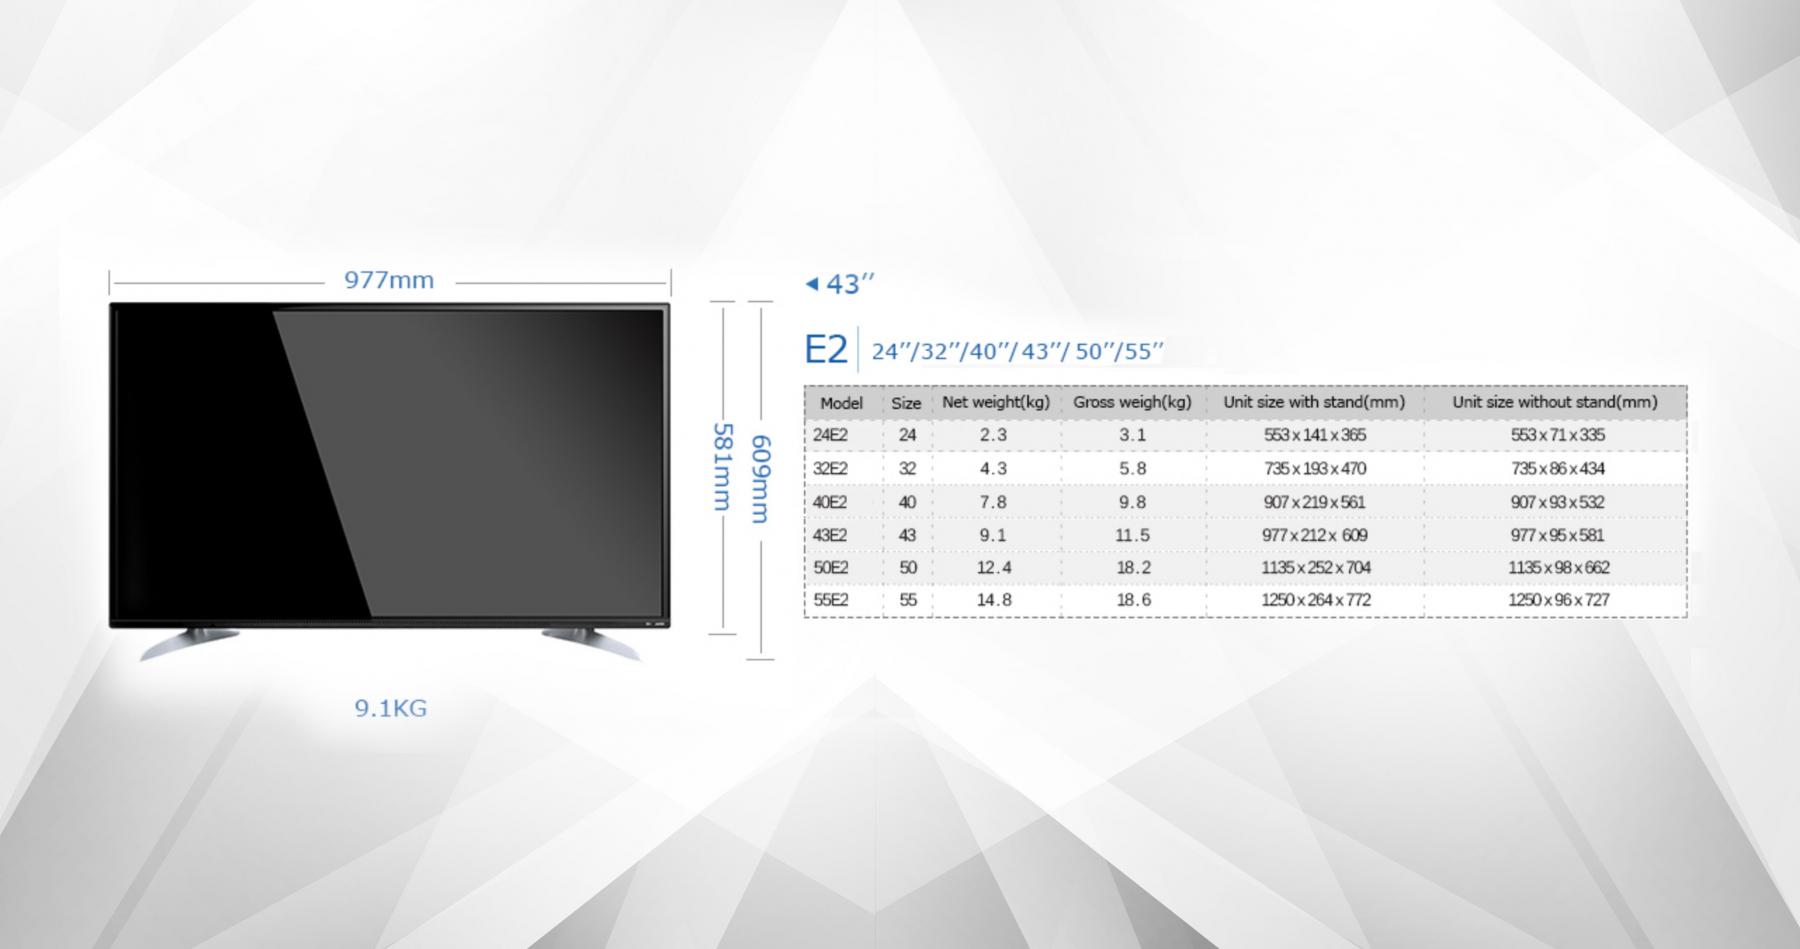 977mm
581mm
609mm
9.1KG
◄ 43’’
E2 24’’/32’’/40’’/ 43’’/ 50’’/55’’
Model Size Net weight(kg) Gross weigh(kg) Unit size with stand(mm) Unit size without stand(mm)
24E2 24 2.3 3.1 553 x 141 x 365 553 x 71 x 335
32E2 32 4.3 5.8 735 x 193 x 470 735 x 86 x 434
40E2 40 7.8 9.8 907 x 219 x 561 907 x 93 x 532
43E2 43 9.1 11.5 977 x 212 x 609 977 x 95 x 581
50E2 50 12.4 18.2 1135 x 252 x 704 1135 x 98 x 662
55E2 55 14.8 18.6 1250 x 264 x 772 1250 x 96 x 727